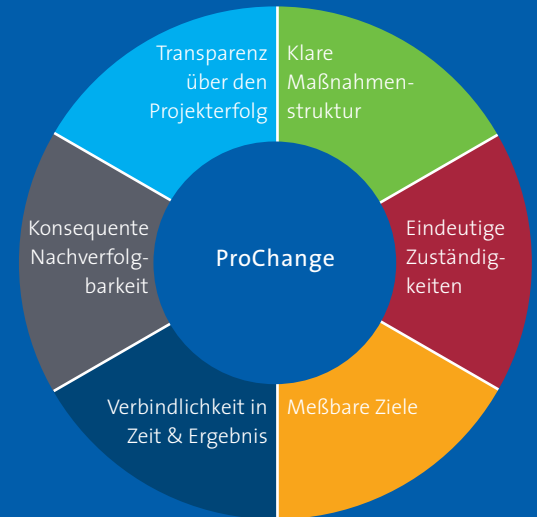 Transparenz
über den
Projekterfolg
Klare
Maßnahmen-
struktur
Konsequente
Nachverfolg-
barkeit
ProChange
Eindeutige
Zuständig-
keiten
Verbindlichkeit in
Zeit & Ergebnis
Meßbare Ziele